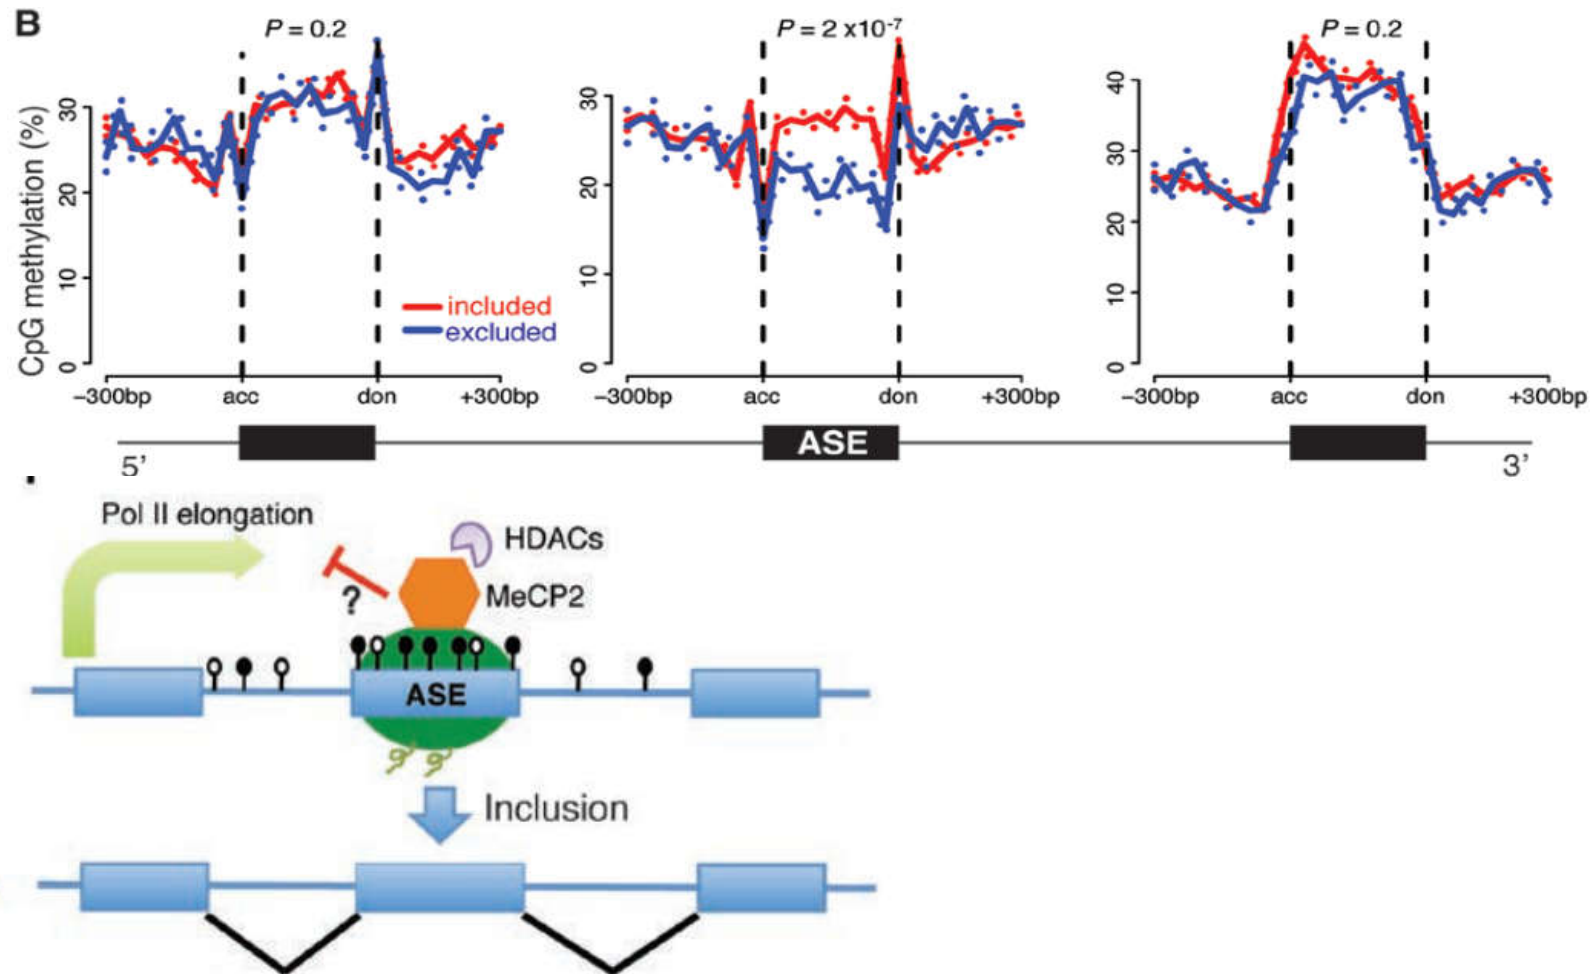 B
P = 0.2
P = 2 x10-7
P = 0.2
CpG methylation (%)
0
10
20
30
0
10
20
30
0
10
20
30
40
included
excluded
−300bp
acc
don
+300bp
−300bp
acc
don
+300bp
−300bp
acc
don
+300bp
ASE
5’
3’
Pol II elongation
HDACs
MeCP2
?
ASE
Inclusion